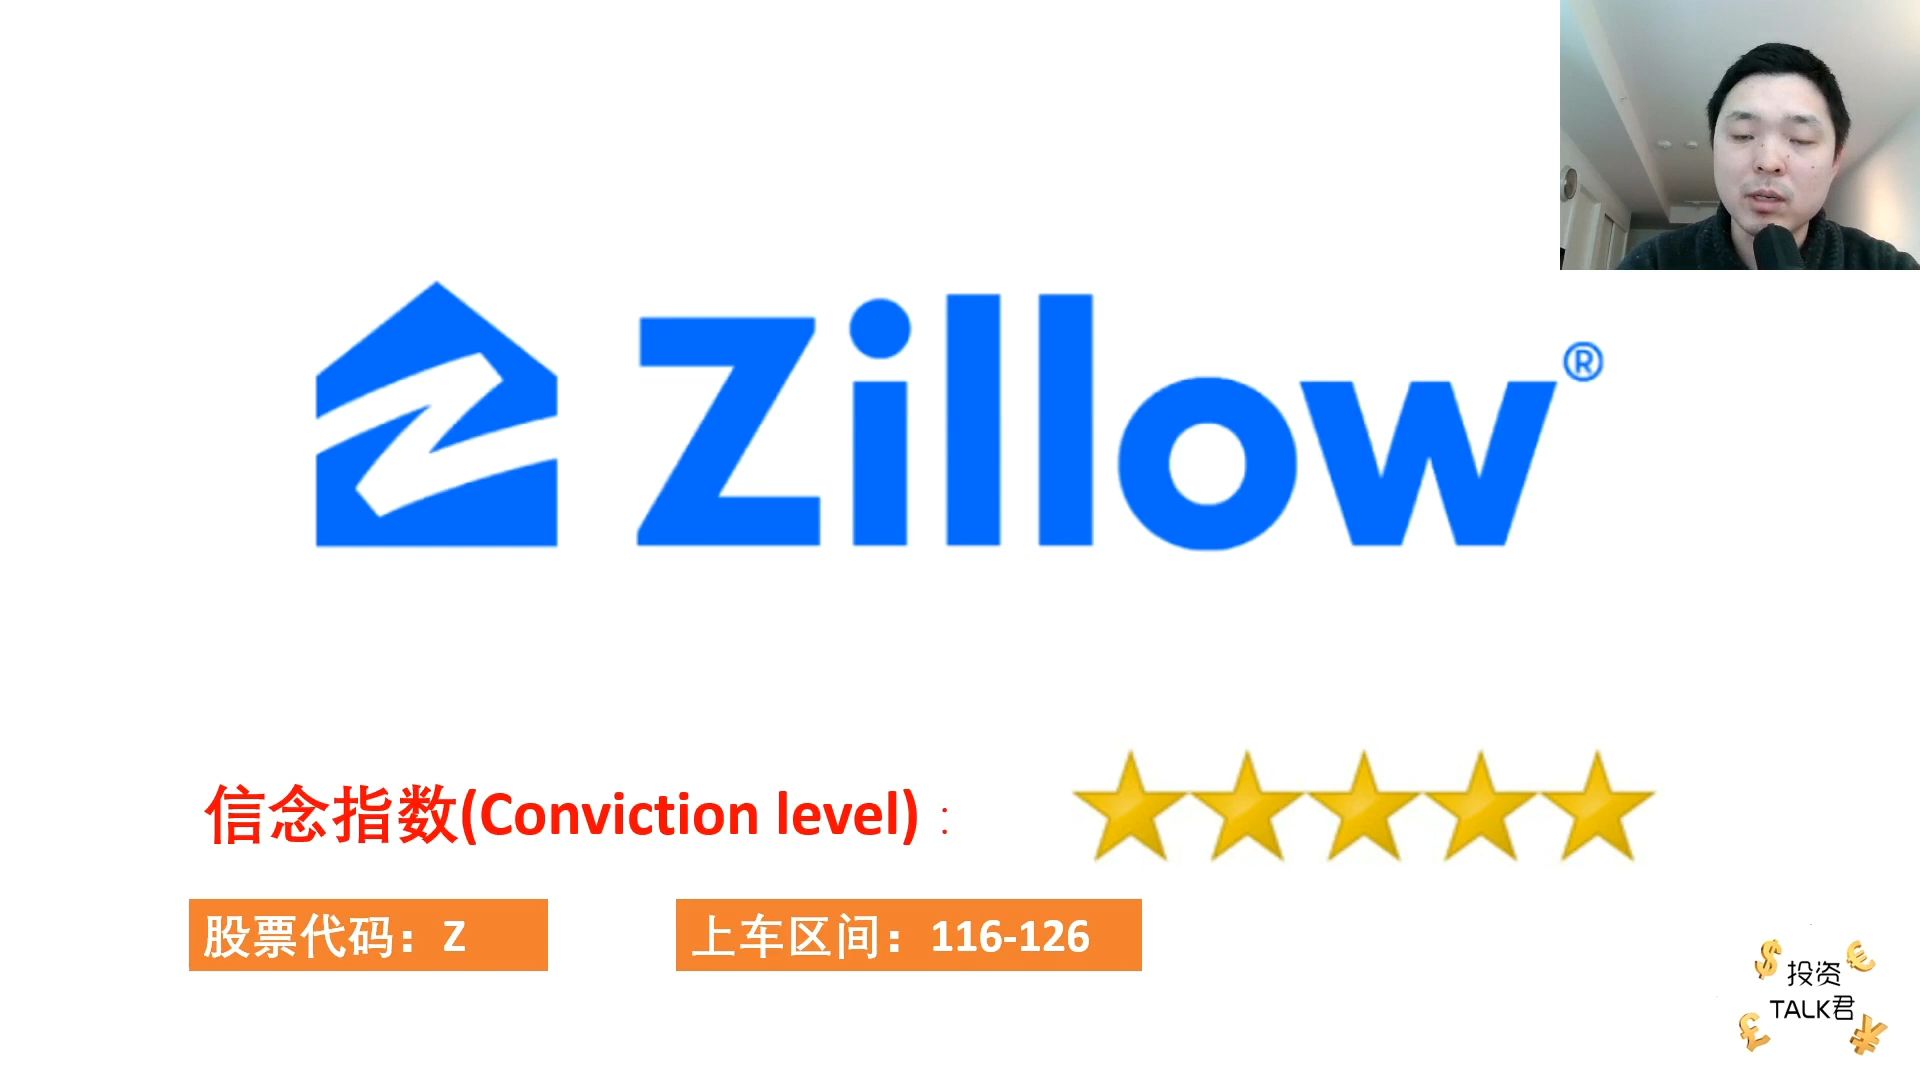 Zillow®
信念指数(Conviction level)：
股票代码：Z
上车区间：116-126
投资
TALK君